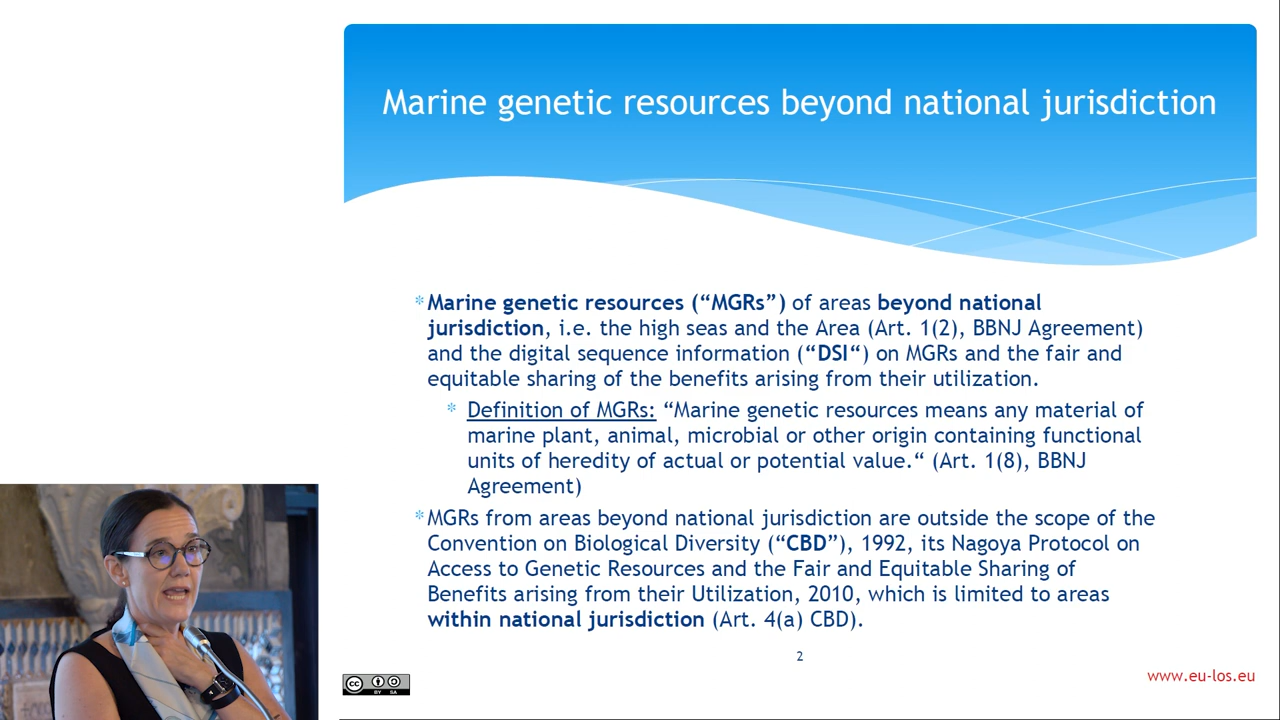 Marine genetic resources beyond national jurisdiction
*Marine genetic resources (“MGRs”) of areas beyond national
jurisdiction, i.e. the high seas and the Area (Art. 1(2), BBNJ Agreement)
and the digital sequence information (“DSI“) on MGRs and the fair and
equitable sharing of the benefits arising from their utilization.
* Definition of MGRs: “Marine genetic resources means any material of
marine plant, animal, microbial or other origin containing functional
units of heredity of actual or potential value.“ (Art. 1(8), BBNJ
Agreement)
*MGRs from areas beyond national jurisdiction are outside the scope of the
Convention on Biological Diversity (“CBD”), 1992, its Nagoya Protocol on
Access to Genetic Resources and the Fair and Equitable Sharing of
Benefits arising from their Utilization, 2010, which is limited to areas
within national jurisdiction (Art. 4(a) CBD).
2
cc BY SA
www.eu-los.eu